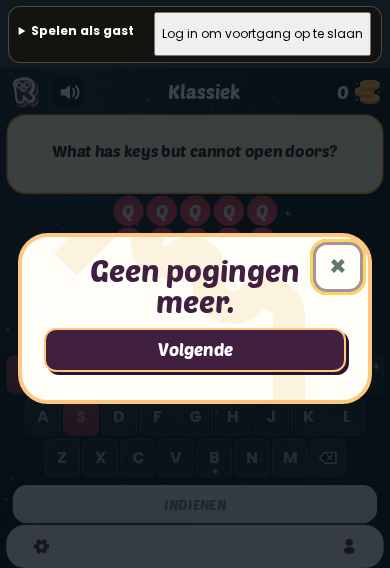 ▶ Spelen als gast
Log in om voortgang op te slaan
Klassiek
0
What has keys but cannot open doors?
Q Q Q Q Q
Geen pogingen
meer.
Volgende
A S D F G H J K L
Z X C V B N M
INDIENEN